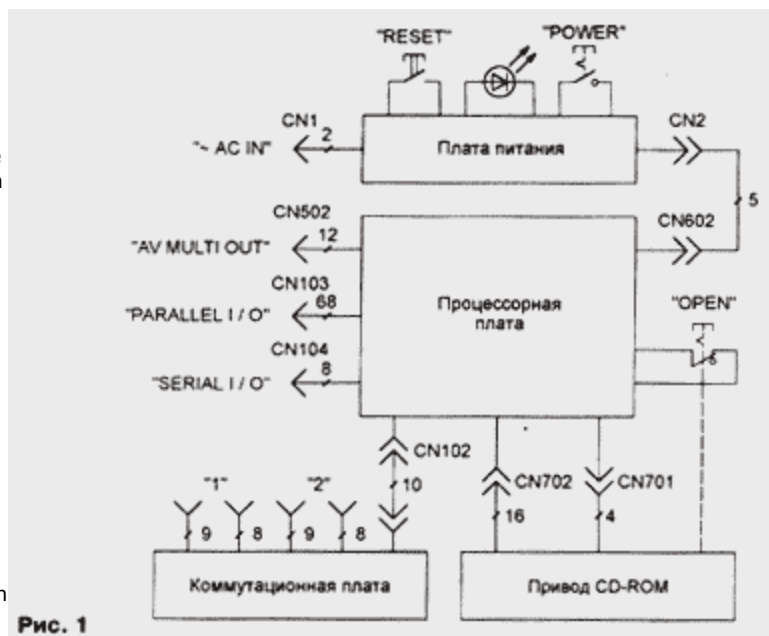 "RESET"
"POWER"
CN1
2
"~ AC IN"
Плата питания
CN2
5
CN502
12
"AV MULTI OUT"
CN602
CN103
68
"PARALLEL I / O"
Процессорная
плата
"OPEN"
CN104
8
"SERIAL I / O"
CN102
10
"1"
"2"
9
8
9
8
CN702
16
CN701
4
Коммутационная плата
Привод CD-ROM
Рис. 1